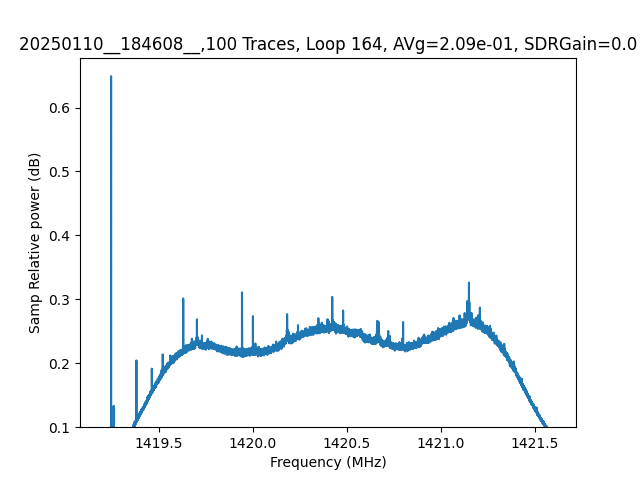 20250110__184608__,100 Traces, Loop 164, AVg=2.09e-01, SDRGain=0.0
Samp Relative power (dB)
0.6
0.5
0.4
0.3
0.2
0.1
1419.5 1420.0 1420.5 1421.0 1421.5
Frequency (MHz)